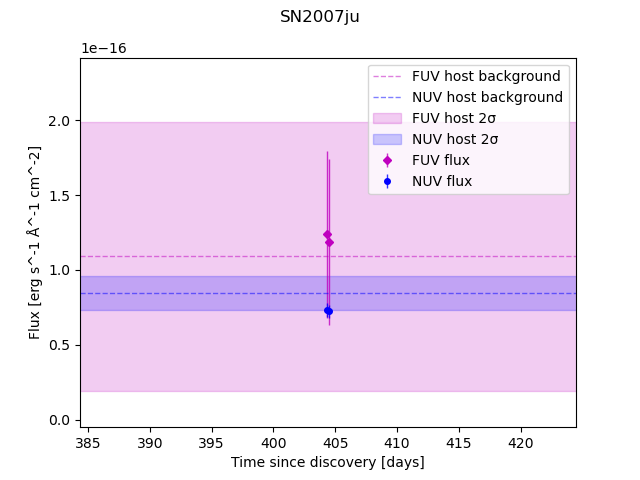 SN2007ju
1e−16
FUV host background
NUV host background
FUV host 2σ
NUV host 2σ
FUV flux
NUV flux
Flux [erg s^-1 Å^-1 cm^-2]
2.0
1.5
1.0
0.5
0.0
385 390 395 400 405 410 415 420
Time since discovery [days]